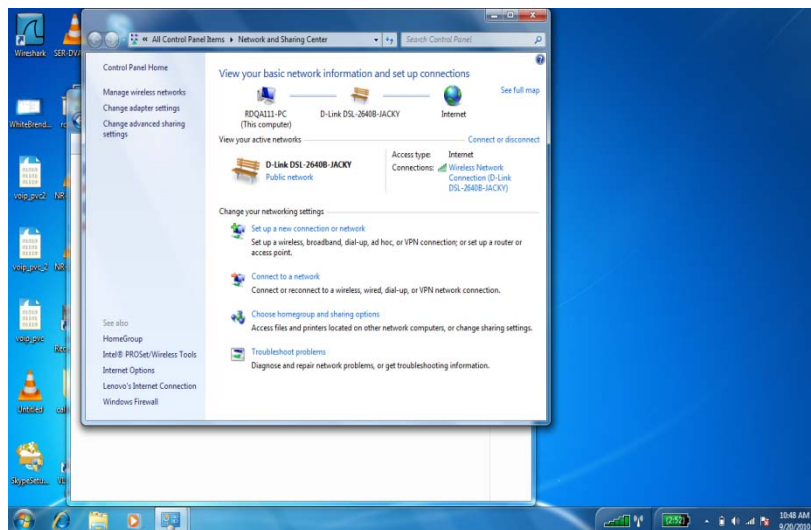 Wireshark
SER-DVA
WhiteBrend...
voip_pvc2
NR-
voip_pvc_2
NR-
voip_pvc
Rec
Untitled
call
SkypeSetu...
« All Control Panel Items ▸ Network and Sharing Center
Search Control Panel
Control Panel Home
Manage wireless networks
Change adapter settings
Change advanced sharing
settings
See also
HomeGroup
Intel® PROSet/Wireless Tools
Internet Options
Lenovo's Internet Connection
Windows Firewall
View your basic network information and set up connections
See full map
RDQA111-PC
(This computer)
D-Link DSL-2640B-JACKY
Internet
View your active networks
Connect or disconnect
D-Link DSL-2640B-JACKY
Public network
Access type: Internet
Connections: Wireless Network
Connection (D-Link
DSL-2640B-JACKY)
Change your networking settings
Set up a new connection or network
Set up a wireless, broadband, dial-up, ad hoc, or VPN connection; or set up a router or
access point.
Connect to a network
Connect or reconnect to a wireless, wired, dial-up, or VPN network connection.
Choose homegroup and sharing options
Access files and printers located on other network computers, or change sharing settings.
Troubleshoot problems
Diagnose and repair network problems, or get troubleshooting information.
(2:52)
10:48 AM